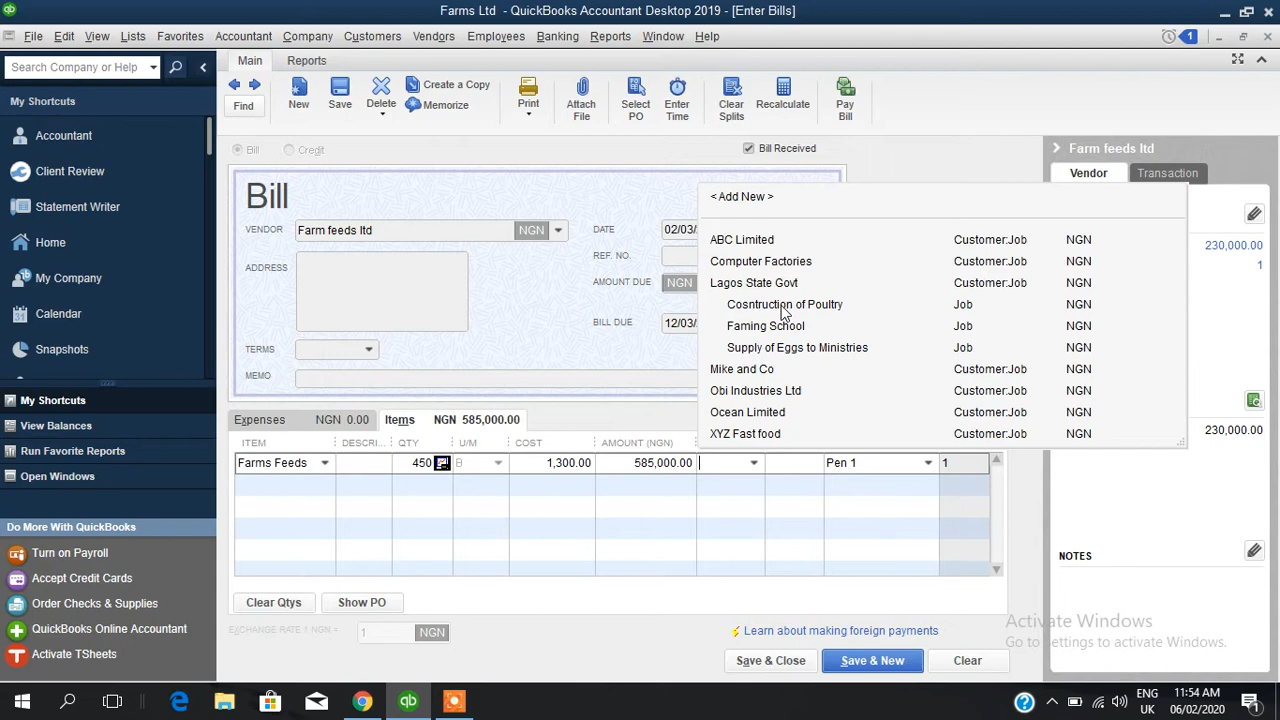 Farms Ltd - QuickBooks Accountant Desktop 2019 - [Enter Bills]
File Edit View Lists Favorites Accountant Company Customers Vendors Employees Banking Reports Window Help 1
Search Company or Help
My Shortcuts
Accountant
Client Review
Statement Writer
Home
My Company
Calendar
Snapshots
My Shortcuts
View Balances
Run Favorite Reports
Open Windows
Do More With QuickBooks
Turn on Payroll
Accept Credit Cards
Order Checks & Supplies
QuickBooks Online Accountant
Activate TSheets
Main Reports
Find
New
Save
Delete
Create a Copy
Memorize
Print
Attach File
Select PO
Enter Time
Clear Splits
Recalculate
Pay Bill
Bill Credit Bill Received
Bill
VENDOR Farm feeds ltd NGN DATE 02/03/
ADDRESS REF. NO.
AMOUNT DUE NGN
BILL DUE 12/03/
TERMS
MEMO
< Add New >
ABC Limited Customer:Job NGN
Computer Factories Customer:Job NGN
Lagos State Govt Customer:Job NGN
Cosntruction of Poultry Job NGN
Faming School Job NGN
Supply of Eggs to Ministries Job NGN
Mike and Co Customer:Job NGN
Obi Industries Ltd Customer:Job NGN
Ocean Limited Customer:Job NGN
XYZ Fast food Customer:Job NGN
Expenses NGN 0.00 Items NGN 585,000.00
ITEM DESCRI... QTY U/M COST AMOUNT (NGN)
Farms Feeds 450 B 1,300.00 585,000.00 Pen 1 1
Clear Qtys Show PO
EXCHANGE RATE 1 NGN = 1 NGN
Learn about making foreign payments
Save & Close Save & New Clear
Farm feeds ltd
Vendor Transaction
230,000.00
1
230,000.00
NOTES
Activate Windows
Go to Settings to activate Windows.
ENG
UK
11:54 AM
06/02/2020
1